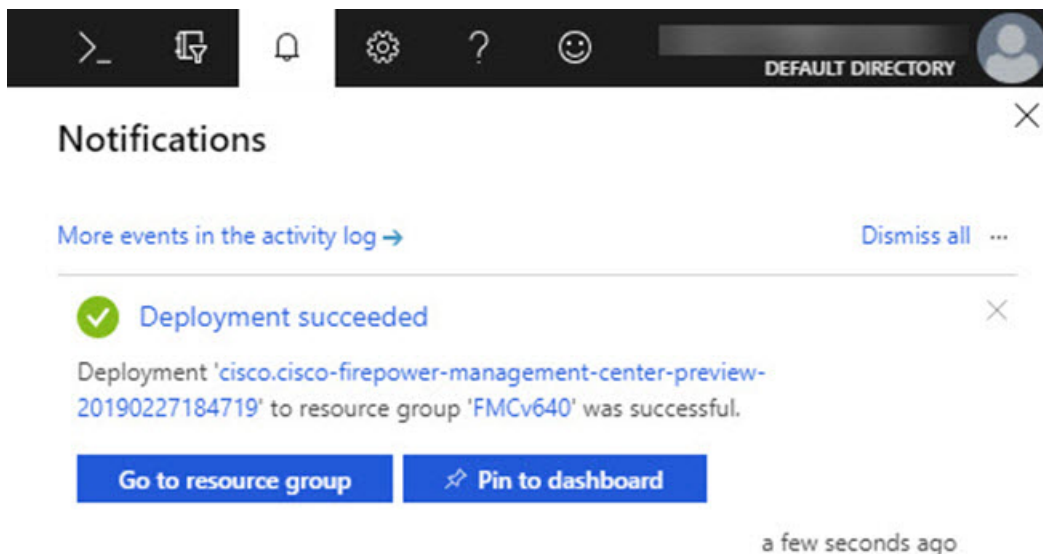 DEFAULT DIRECTORY
Notifications
More events in the activity log →
Dismiss all ...
Deployment succeeded
Deployment 'cisco.cisco-firepower-management-center-preview-
20190227184719' to resource group 'FMCv640' was successful.
Go to resource group
Pin to dashboard
a few seconds ago